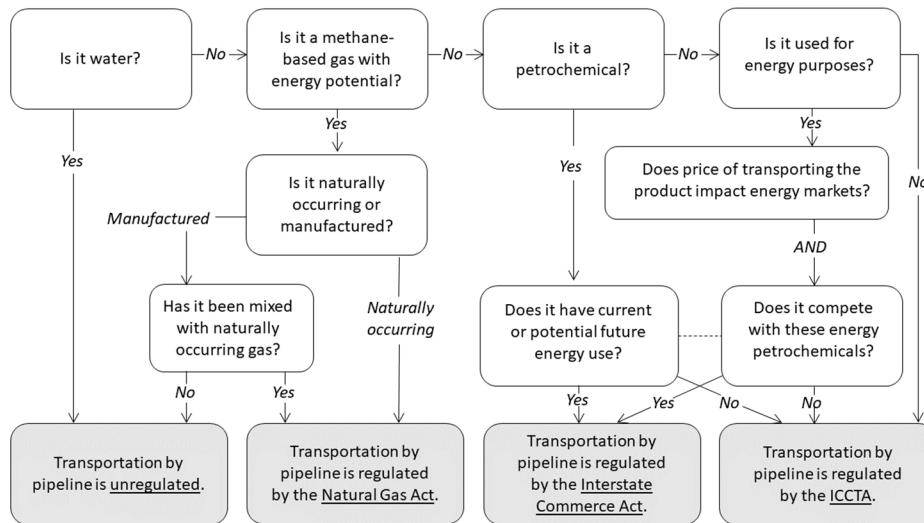 Is it water?
No
Is it a methane-
based gas with
energy potential?
No
Is it a
petrochemical?
No
Is it used for
energy purposes?
Yes
Yes
Yes
Yes
No
Is it naturally
occurring or
manufactured?
Does price of transporting the
product impact energy markets?
Manufactured
AND
Has it been mixed
with naturally
occurring gas?
Naturally
occurring
Does it have current
or potential future
energy use?
Does it compete
with these energy
petrochemicals?
No
Yes
Yes
Yes
No
No
Transportation by
pipeline is unregulated.
Transportation by
pipeline is regulated
by the Natural Gas Act.
Transportation by
pipeline is regulated
by the Interstate
Commerce Act.
Transportation by
pipeline is regulated
by the ICCTA.